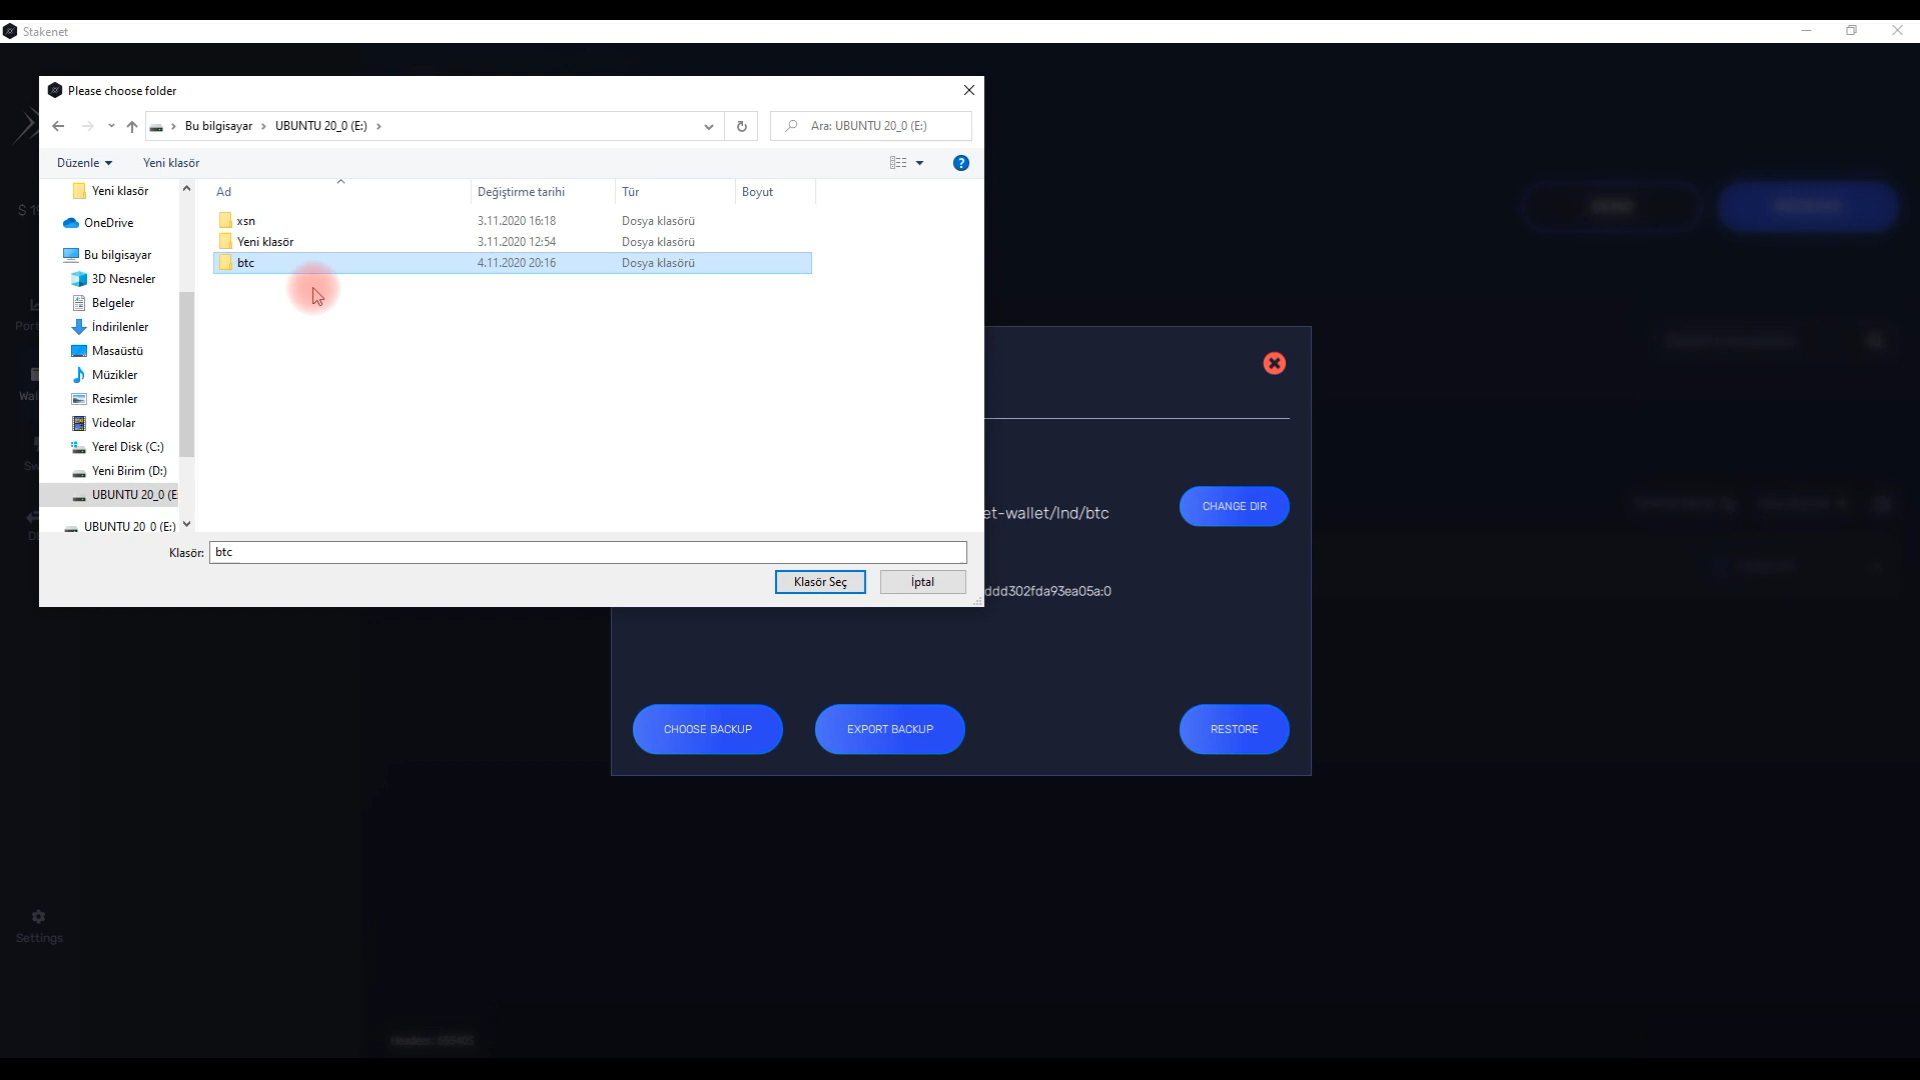 Stakenet
Please choose folder
Bu bilgisayar
UBUNTU 20_0 (E:)
Ara: UBUNTU 20_0 (E:)
Düzenle
Yeni klasör
Yeni klasör
OneDrive
Bu bilgisayar
3D Nesneler
Belgeler
İndirilenler
Masaüstü
Müzikler
Resimler
Videolar
Yerel Disk (C:)
Yeni Birim (D:)
UBUNTU 20_0 (E
UBUNTU 20_0 (E:)
Ad Değiştirme tarihi Tür Boyut
xsn 3.11.2020 16:18 Dosya klasörü
Yeni klasör 3.11.2020 12:54 Dosya klasörü
btc 4.11.2020 20:16 Dosya klasörü
Klasör: btc
Klasör Seç İptal
et-wallet/lnd/btc
CHANGE DIR
ddd302fda93ea05a:0
CHOOSE BACKUP
EXPORT BACKUP
RESTORE
Settings